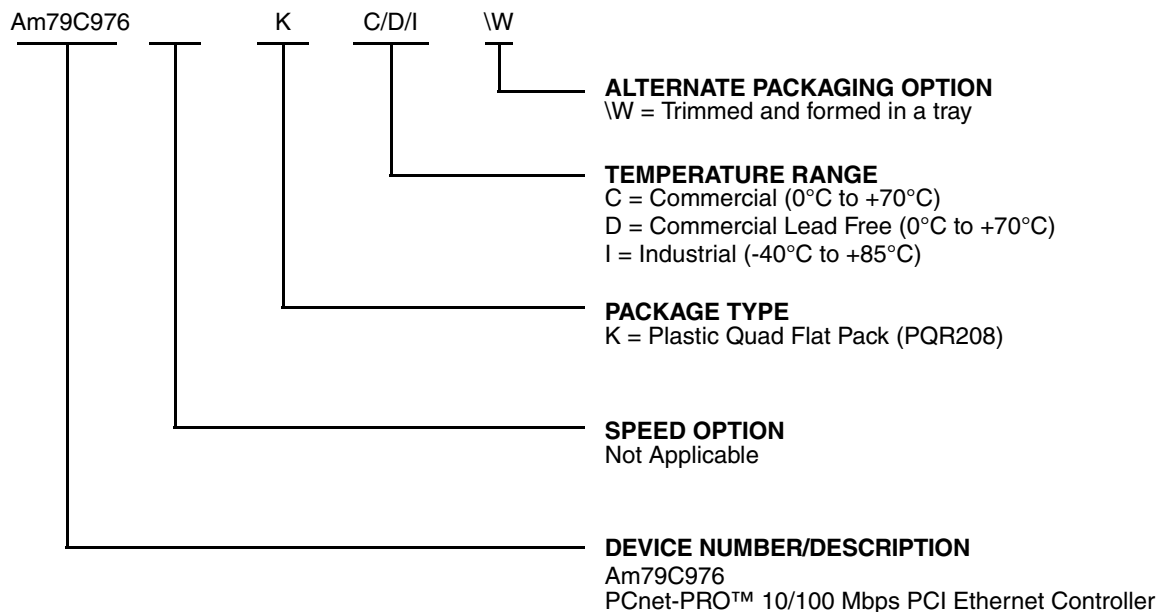 Am79C976 K C/D/I \W
ALTERNATE PACKAGING OPTION
\W = Trimmed and formed in a tray
TEMPERATURE RANGE
C = Commercial (0°C to +70°C)
D = Commercial Lead Free (0°C to +70°C)
I = Industrial (-40°C to +85°C)
PACKAGE TYPE
K = Plastic Quad Flat Pack (PQR208)
SPEED OPTION
Not Applicable
DEVICE NUMBER/DESCRIPTION
Am79C976
PCnet-PRO™ 10/100 Mbps PCI Ethernet Controller